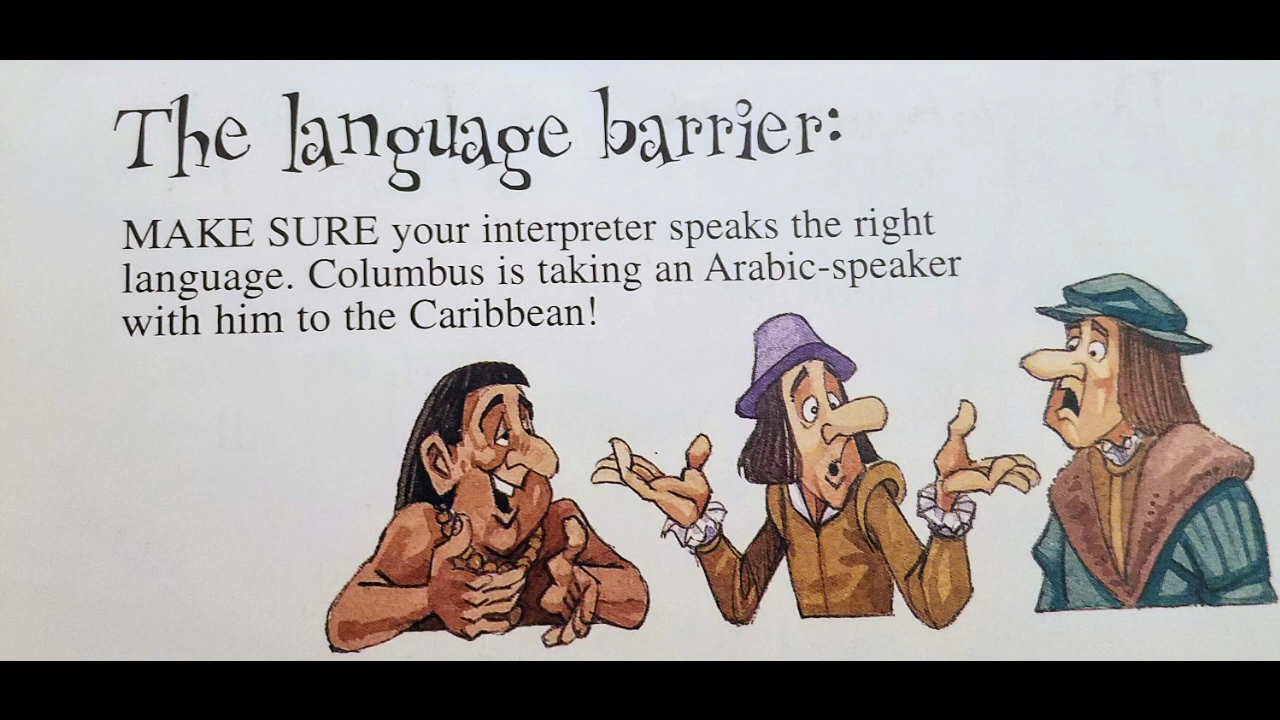 The language barrier:
MAKE SURE your interpreter speaks the right
language. Columbus is taking an Arabic-speaker
with him to the Caribbean!